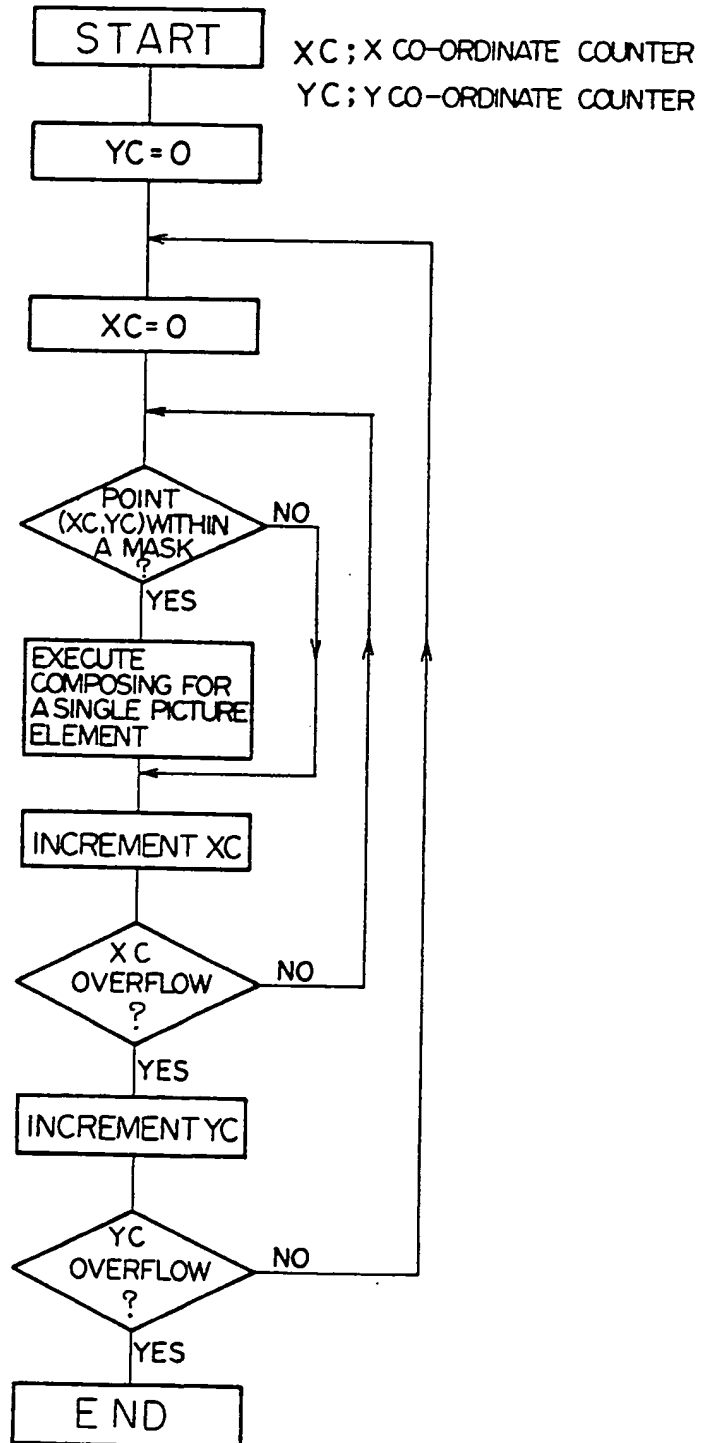 START
XC; X CO-ORDINATE COUNTER
YC; Y CO-ORDINATE COUNTER
YC=0
XC=0
POINT
(XC,YC)WITHIN
A MASK
?
NO
YES
EXECUTE
COMPOSING FOR
A SINGLE PICTURE
ELEMENT
INCREMENT XC
XC
OVERFLOW
?
NO
YES
INCREMENT YC
YC
OVERFLOW
?
NO
YES
END